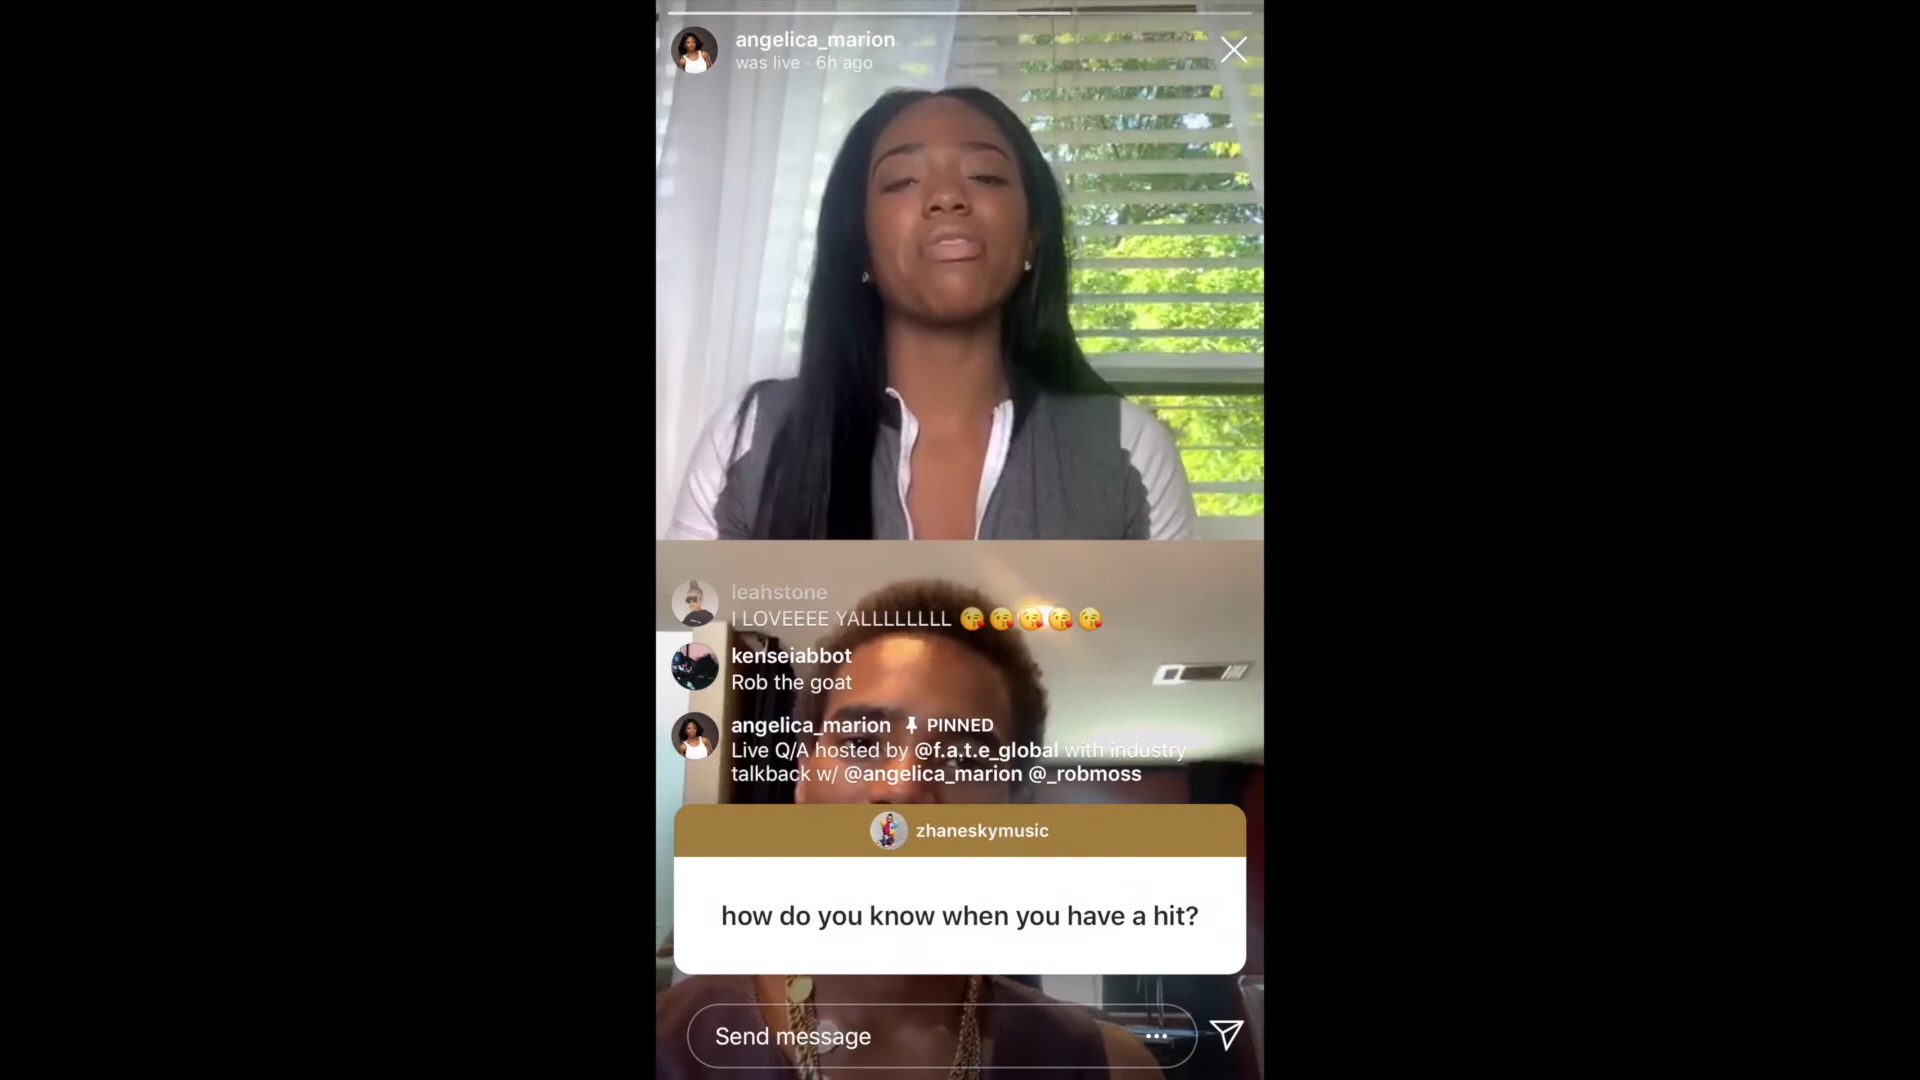 angelica_marion
was live · 6h ago
leahstone
I LOVEEEE YALLLLLLLL 😘😘😘😘😘
kenseiabbot
Rob the goat
angelica_marion PINNED
Live Q/A hosted by @f.a.t.e_global with industry
talkback w/ @angelica_marion @_robmoss
zhaneskymusic
how do you know when you have a hit?
Send message